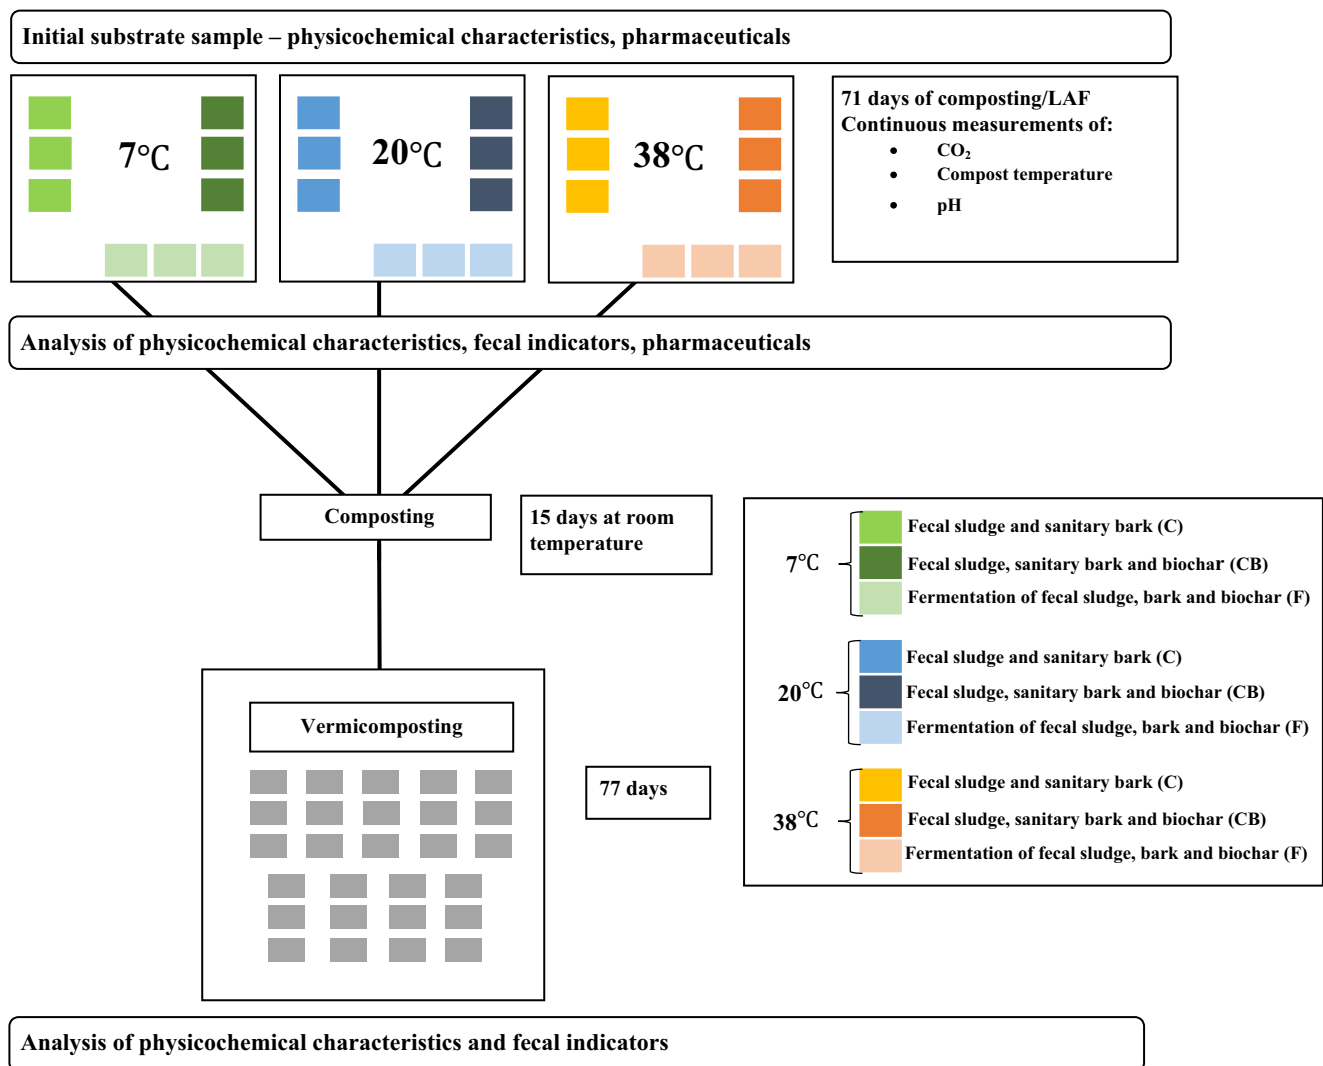 Initial substrate sample – physicochemical characteristics, pharmaceuticals
7°C
20°C
38°C
71 days of composting/LAF
Continuous measurements of:
• CO₂
• Compost temperature
• pH
Analysis of physicochemical characteristics, fecal indicators, pharmaceuticals
Composting
15 days at room
temperature
7°C
Fecal sludge and sanitary bark (C)
Fecal sludge, sanitary bark and biochar (CB)
Fermentation of fecal sludge, bark and biochar (F)
20°C
Fecal sludge and sanitary bark (C)
Fecal sludge, sanitary bark and biochar (CB)
Fermentation of fecal sludge, bark and biochar (F)
38°C
Fecal sludge and sanitary bark (C)
Fecal sludge, sanitary bark and biochar (CB)
Fermentation of fecal sludge, bark and biochar (F)
Vermicomposting
77 days
Analysis of physicochemical characteristics and fecal indicators